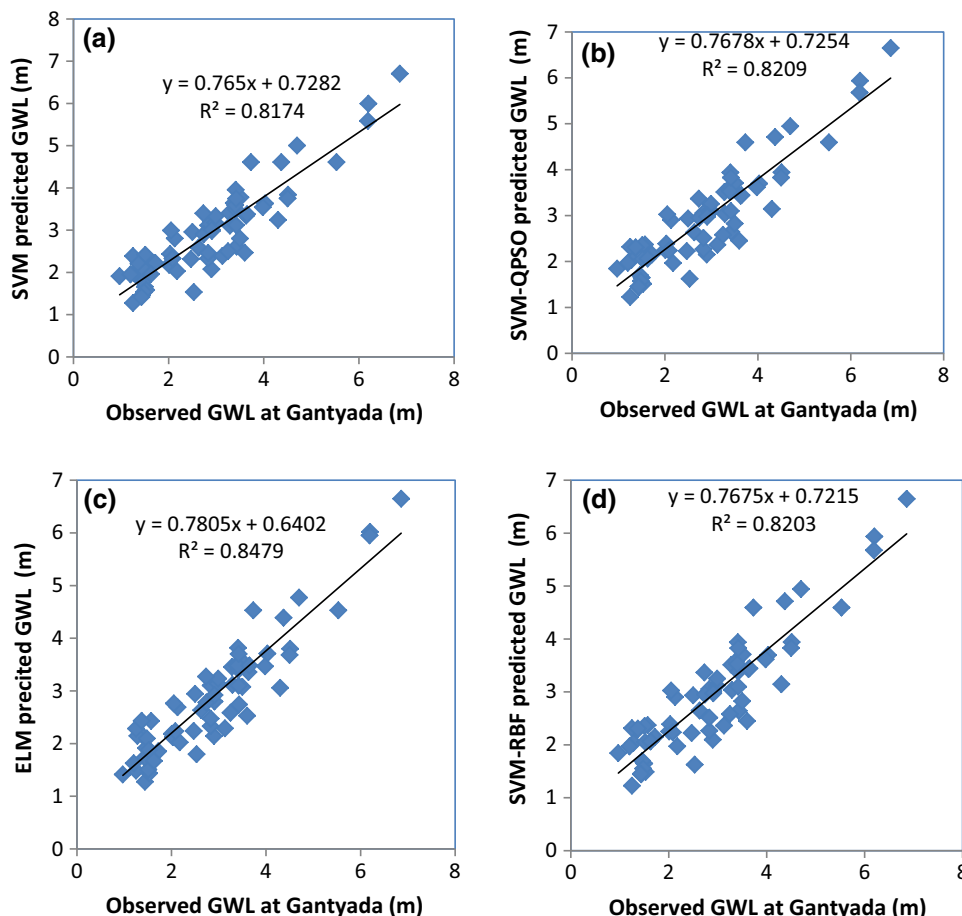 (a)
y = 0.765x + 0.7282
R² = 0.8174
SVM predicted GWL (m)
8
7
6
5
4
3
2
1
0
0 2 4 6 8
Observed GWL at Gantyada (m)
(b)
y = 0.7678x + 0.7254
R² = 0.8209
SVM-QPSO predicted GWL (m)
7
6
5
4
3
2
1
0
0 2 4 6 8
Observed GWL at Gantyada (m)
(c)
y = 0.7805x + 0.6402
R² = 0.8479
ELM precited GWL (m)
7
6
5
4
3
2
1
0
0 2 4 6 8
Observed GWL at Gantyada (m)
(d)
y = 0.7675x + 0.7215
R² = 0.8203
SVM-RBF predicted GWL (m)
7
6
5
4
3
2
1
0
0 2 4 6 8
Observed GWL at Gantyada (m)